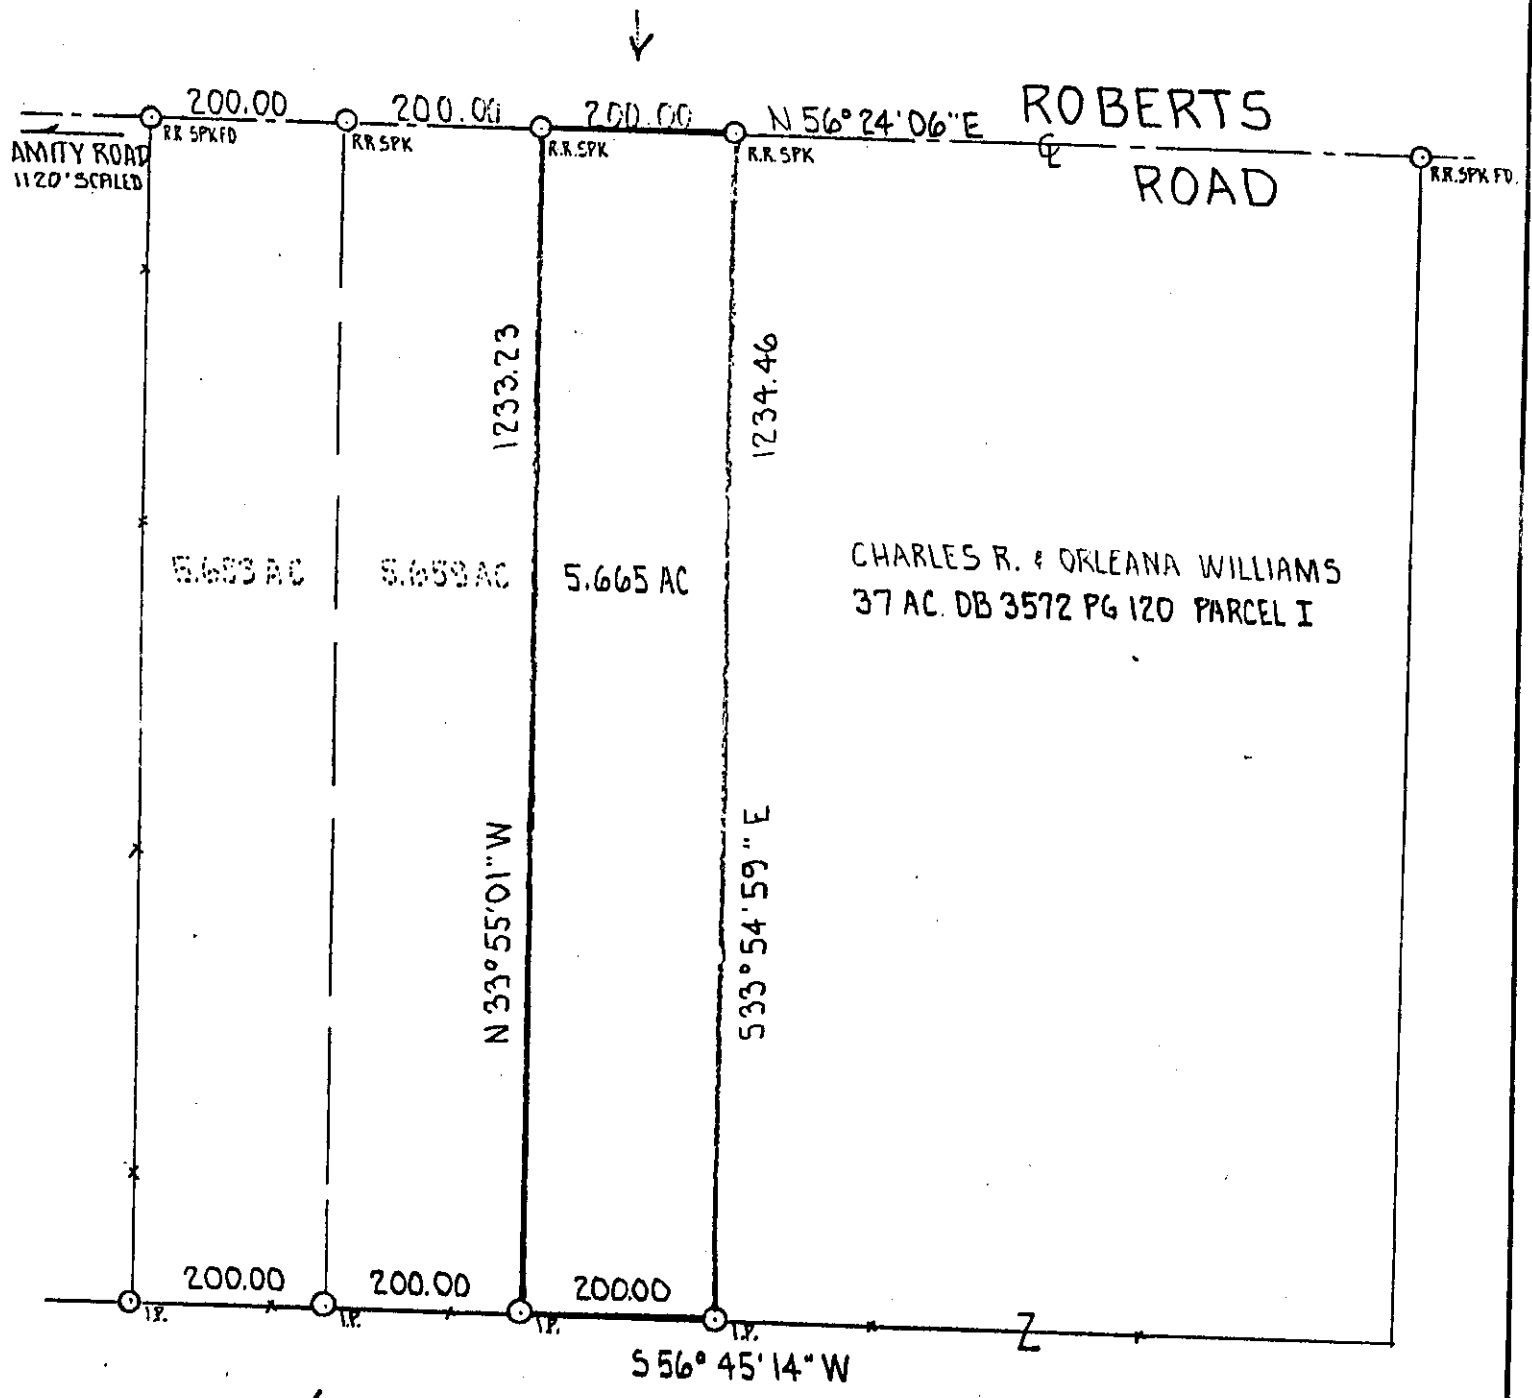 200.00
200.00
200.00
N 56° 24' 06" E
ROBERTS
R.R. SPK FD
RR SPK
R.R. SPK
R.R. SPK
℄
ROAD
R.R. SPK FD.
AMITY ROAD
1120' SCALED
1233.23
1234.46
5.665 AC
CHARLES R. & ORLEANA WILLIAMS
37 AC. DB 3572 PG 120 PARCEL I
N 33° 55' 01" W
S33° 54' 59" E
200.00
200.00
200.00
I.P.
I.P.
I.P.
I.P.
Z
S 56° 45' 14" W